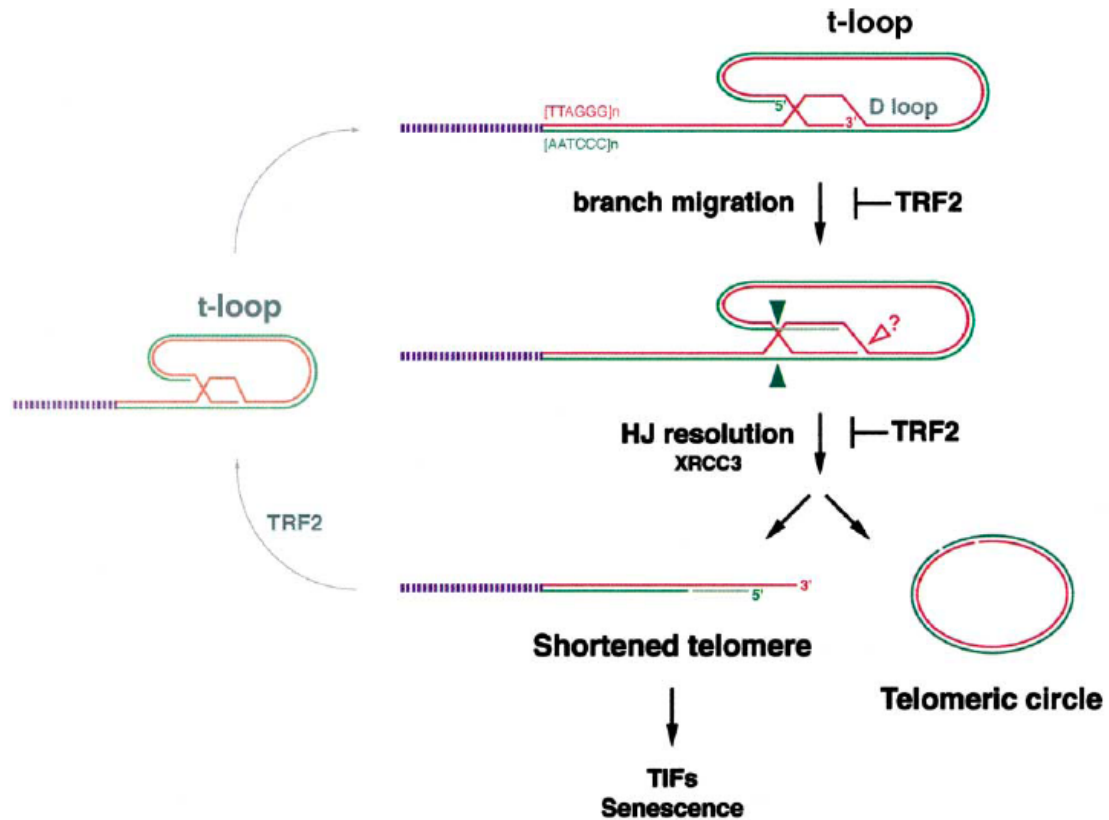 t-loop
5'
D loop
[TTAGGG]n
3'
[AATCCC]n
branch migration
TRF2
t-loop
?
HJ resolution
TRF2
XRCC3
TRF2
3'
5'
Shortened telomere
Telomeric circle
TIFs
Senescence